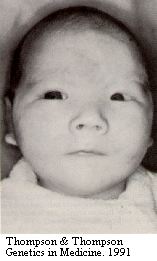 Thompson & Thompson
Genetics in Medicine. 1991